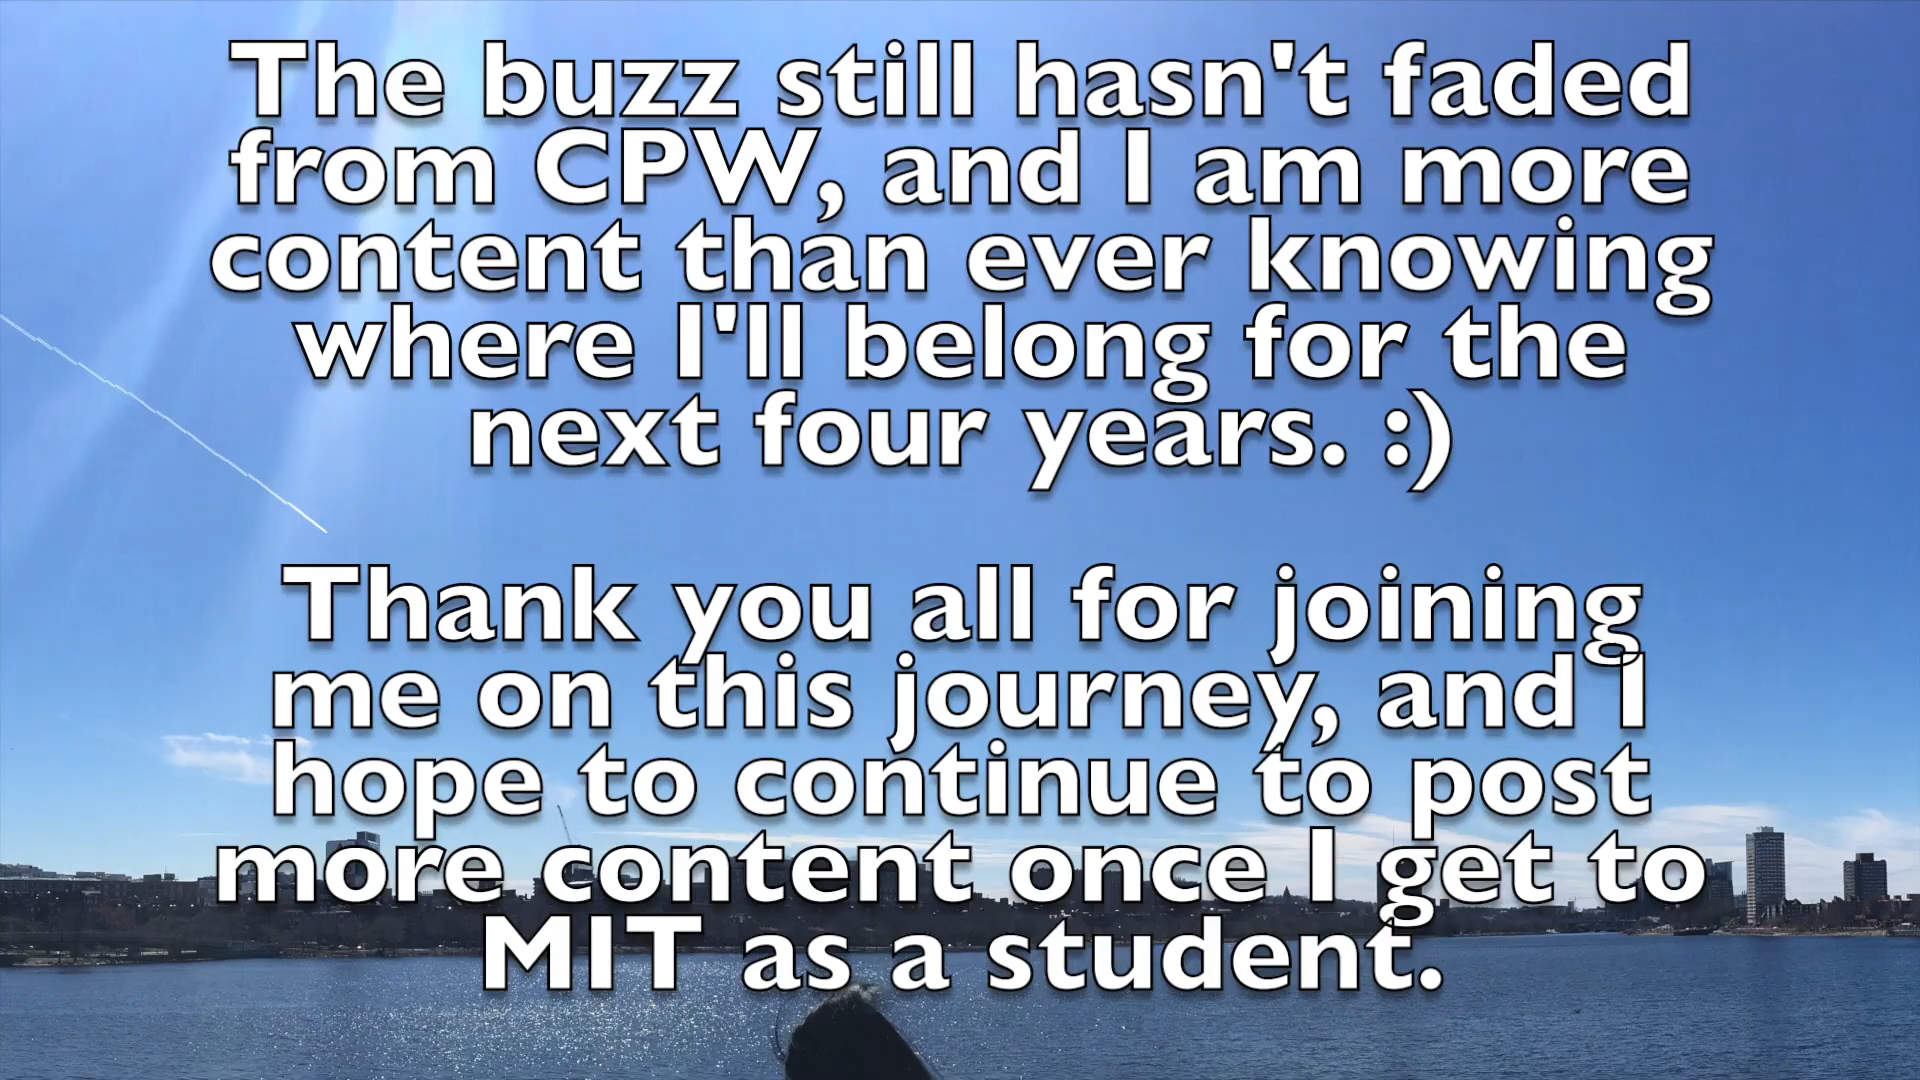 The buzz still hasn't faded
from CPW, and I am more
content than ever knowing
where I'll belong for the
next four years. :)
Thank you all for joining
me on this journey, and I
hope to continue to post
more content once I get to
MIT as a student.